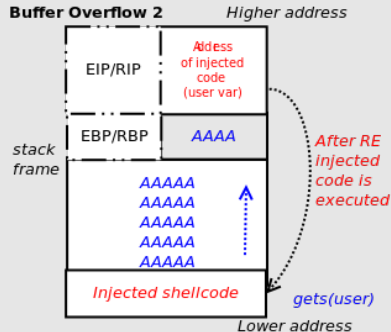 Buffer Overflow 2
Higher address
EIP/RIP
Address
of injected
code
(user var)
EBP/RBP
AAAA
stack
frame
After RE
injected
code is
executed
AAAAA
AAAAA
AAAAA
AAAAA
AAAAA
Injected shellcode
gets(user)
Lower address